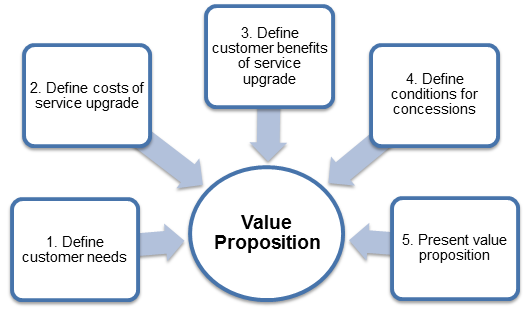 1. Define
customer needs
2. Define costs of
service upgrade
3. Define
customer benefits
of service
upgrade
4. Define
conditions for
concessions
5. Present value
proposition
Value
Proposition